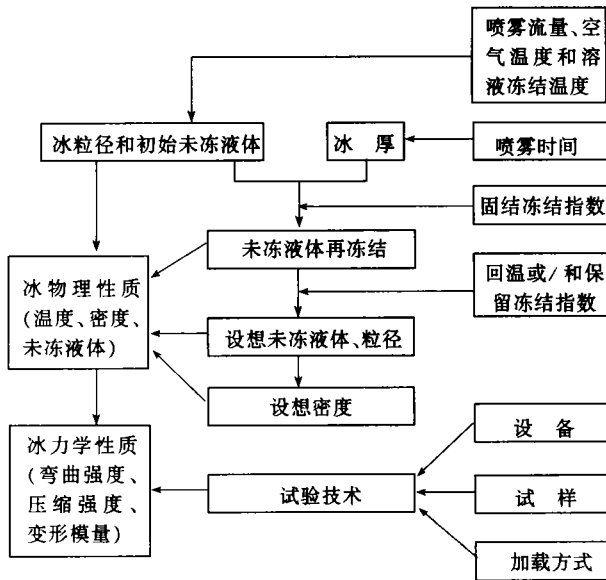 喷雾流量、空
气温度和溶
液冻结温度
冰粒径和初始未冻液体
冰 厚
喷雾时间
固结冻结指数
未冻液体再冻结
回温或/和保
留冻结指数
冰物理性质
(温度、密度、
未冻液体)
设想未冻液体、粒径
设想密度
设 备
冰力学性质
(弯曲强度、
压缩强度、
变形模量)
试验技术
试 样
加载方式